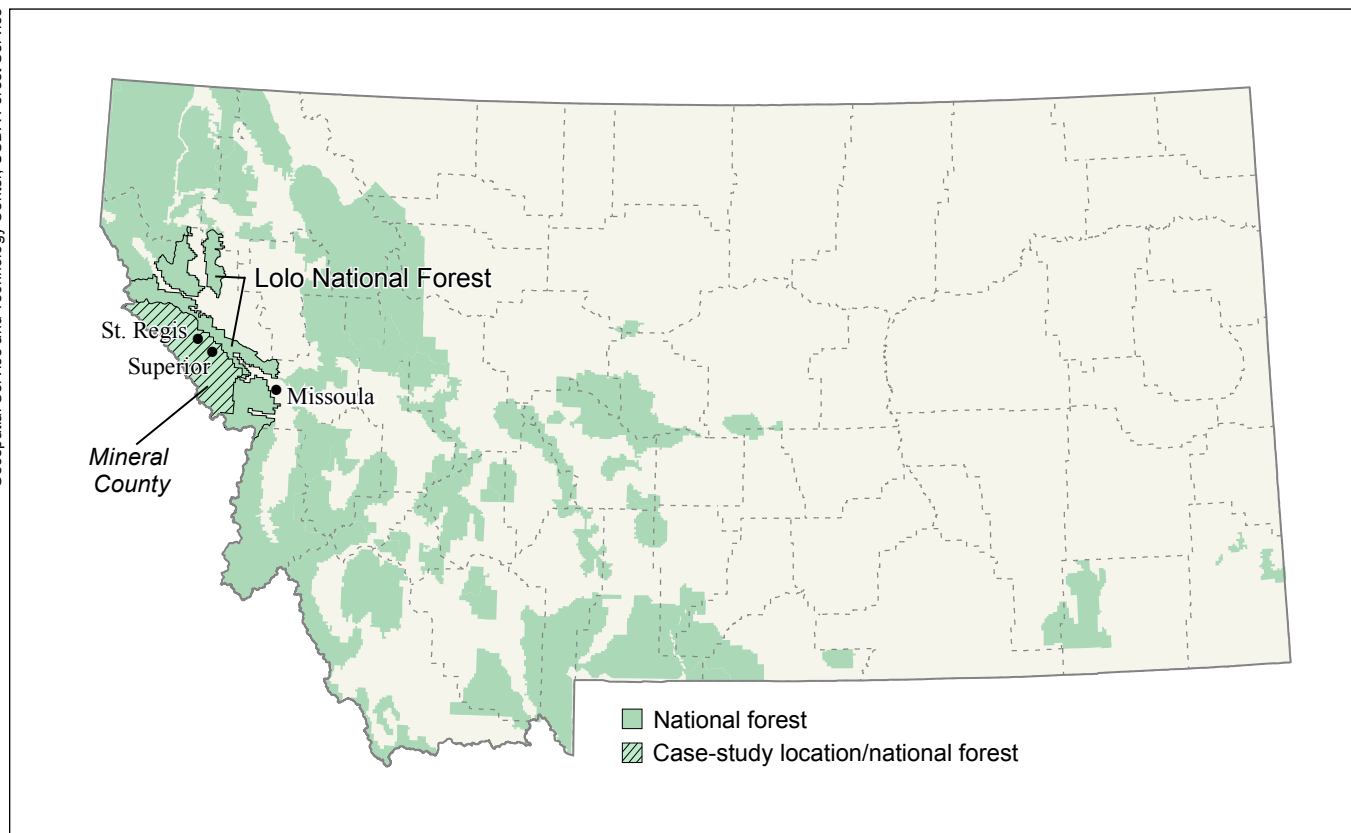 Lolo National Forest
St. Regis
Superior
Missoula
Mineral
County
National forest
Case-study location/national forest